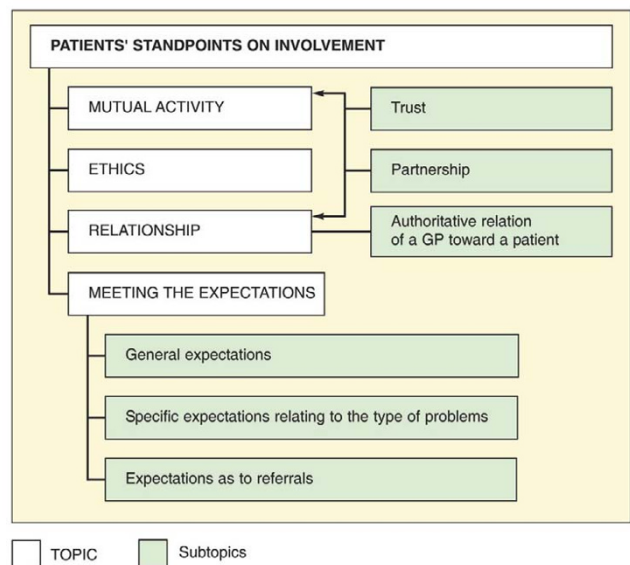 PATIENTS' STANDPOINTS ON INVOLVEMENT
MUTUAL ACTIVITY
Trust
ETHICS
Partnership
RELATIONSHIP
Authoritative relation
of a GP toward a patient
MEETING THE EXPECTATIONS
General expectations
Specific expectations relating to the type of problems
Expectations as to referrals
TOPIC
Subtopics